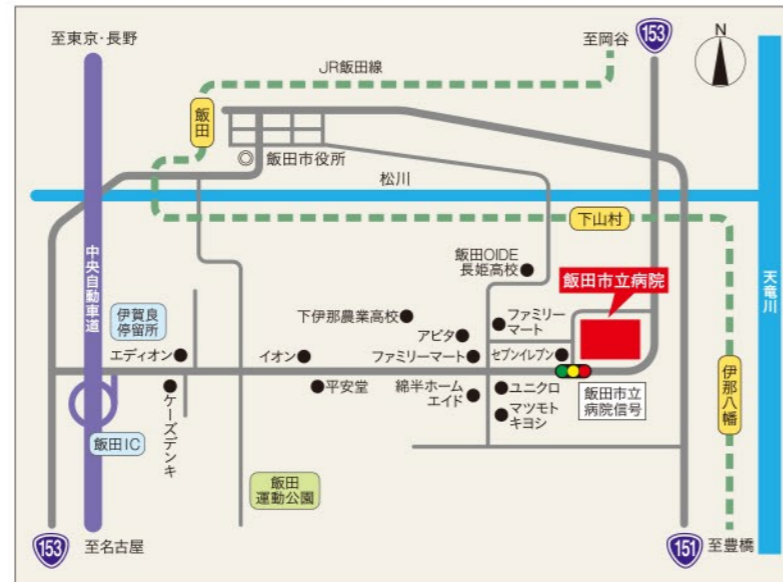 至東京・長野
至岡谷
153
N
JR飯田線
飯田
飯田市役所
松川
下山村
飯田OIDE
長姫高校
飯田市立病院
中央自動車道
天竜川
伊賀良
停留所
下伊那農業高校
アピタ
ファミリー
マート
エディオン
イオン
ファミリーマート
セブンイレブン
ケーズデンキ
平安堂
綿半ホーム
エイド
ユニクロ
マツモト
キヨシ
飯田市立
病院信号
伊那八幡
飯田IC
飯田
運動公園
153
至名古屋
151
至豊橋